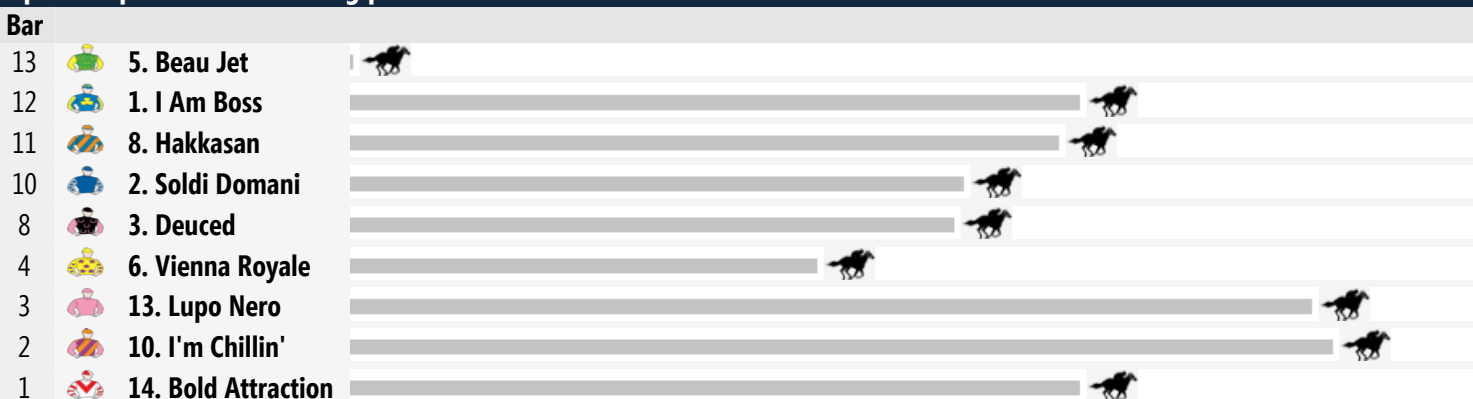 Bar
13 5. Beau Jet
12 1. I Am Boss
11 8. Hakkasan
10 2. Soldi Domani
8 3. Deuced
4 6. Vienna Royale
3 13. Lupo Nero
2 10. I'm Chillin'
1 14. Bold Attraction